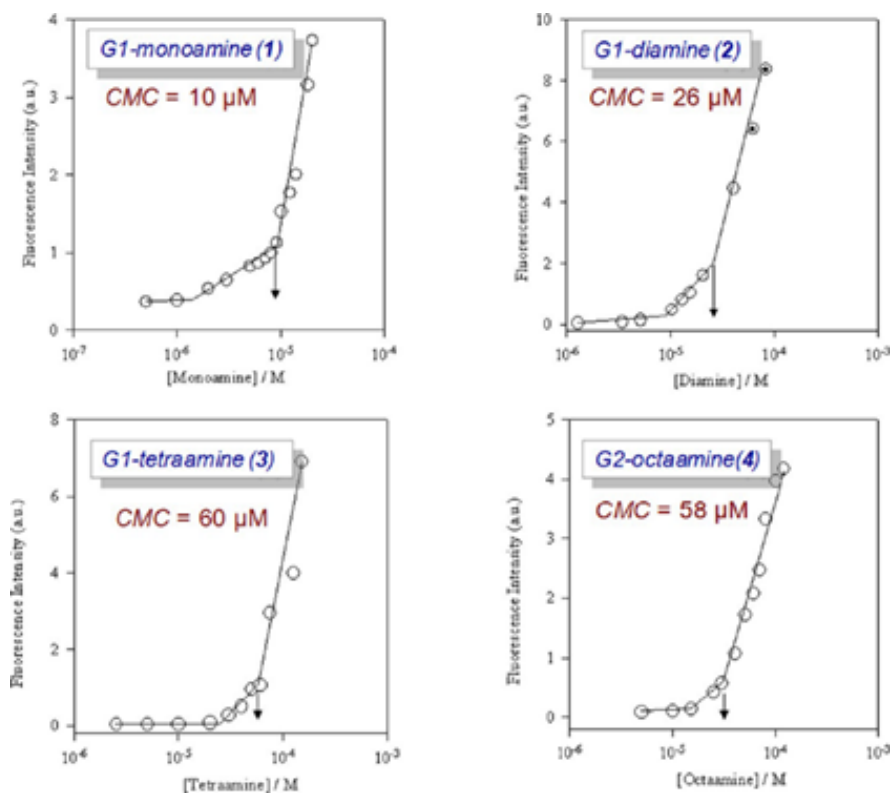 G1-monoamine (1)
CMC = 10 µM
Fluorescence Intensity (a.u.)
4
3
2
1
0
10-7
10-6
10-5
10-4
[Monoamine] / M
G1-diamine (2)
CMC = 26 µM
Fluorescence Intensity (a.u.)
10
8
6
4
2
0
10-6
10-5
10-4
10-3
[Diamine] / M
G1-tetraamine (3)
CMC = 60 µM
Fluorescence Intensity (a.u.)
8
6
4
2
0
10-6
10-5
10-4
10-3
[Tetraamine] / M
G2-octaamine(4)
CMC = 58 µM
Fluorescence Intensity (a.u.)
5
4
3
2
1
0
10-6
10-5
10-4
10-3
[Octaamine] / M